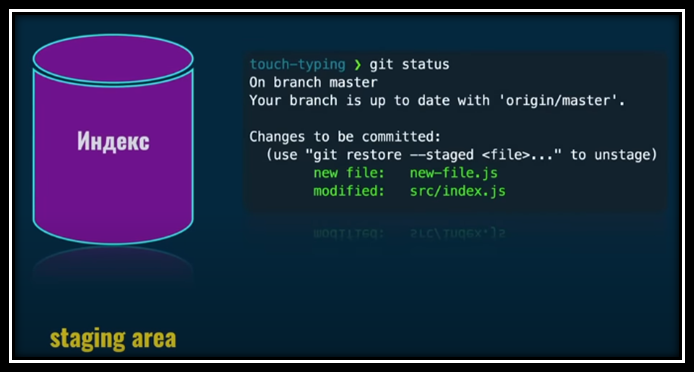 Индекс
touch-typing ❯ git status
On branch master
Your branch is up to date with 'origin/master'.
Changes to be committed:
(use "git restore --staged <file>..." to unstage)
new file:   new-file.js
modified:   src/index.js
staging area